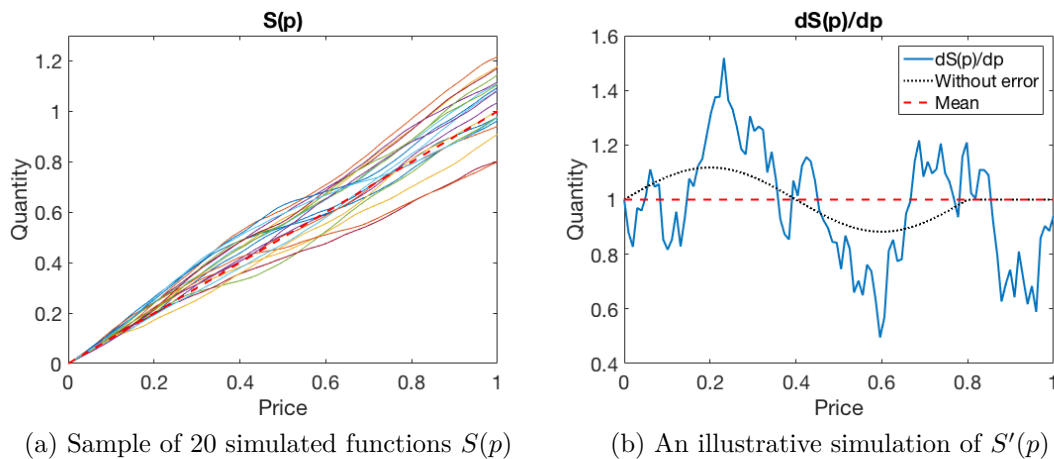 S(p)
1.2
1
0.8
0.6
0.4
0.2
0
0
0.2
0.4
0.6
0.8
1
Quantity
Price
(a) Sample of 20 simulated functions S(p)
dS(p)/dp
1.6
1.4
1.2
1
0.8
0.6
0.4
0
0.2
0.4
0.6
0.8
1
Quantity
Price
dS(p)/dp
Without error
Mean
(b) An illustrative simulation of S′(p)